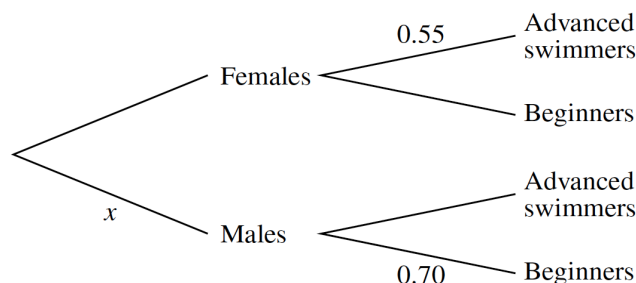 0.55
Advanced
swimmers
Females
Beginners
x
Males
Advanced
swimmers
0.70
Beginners